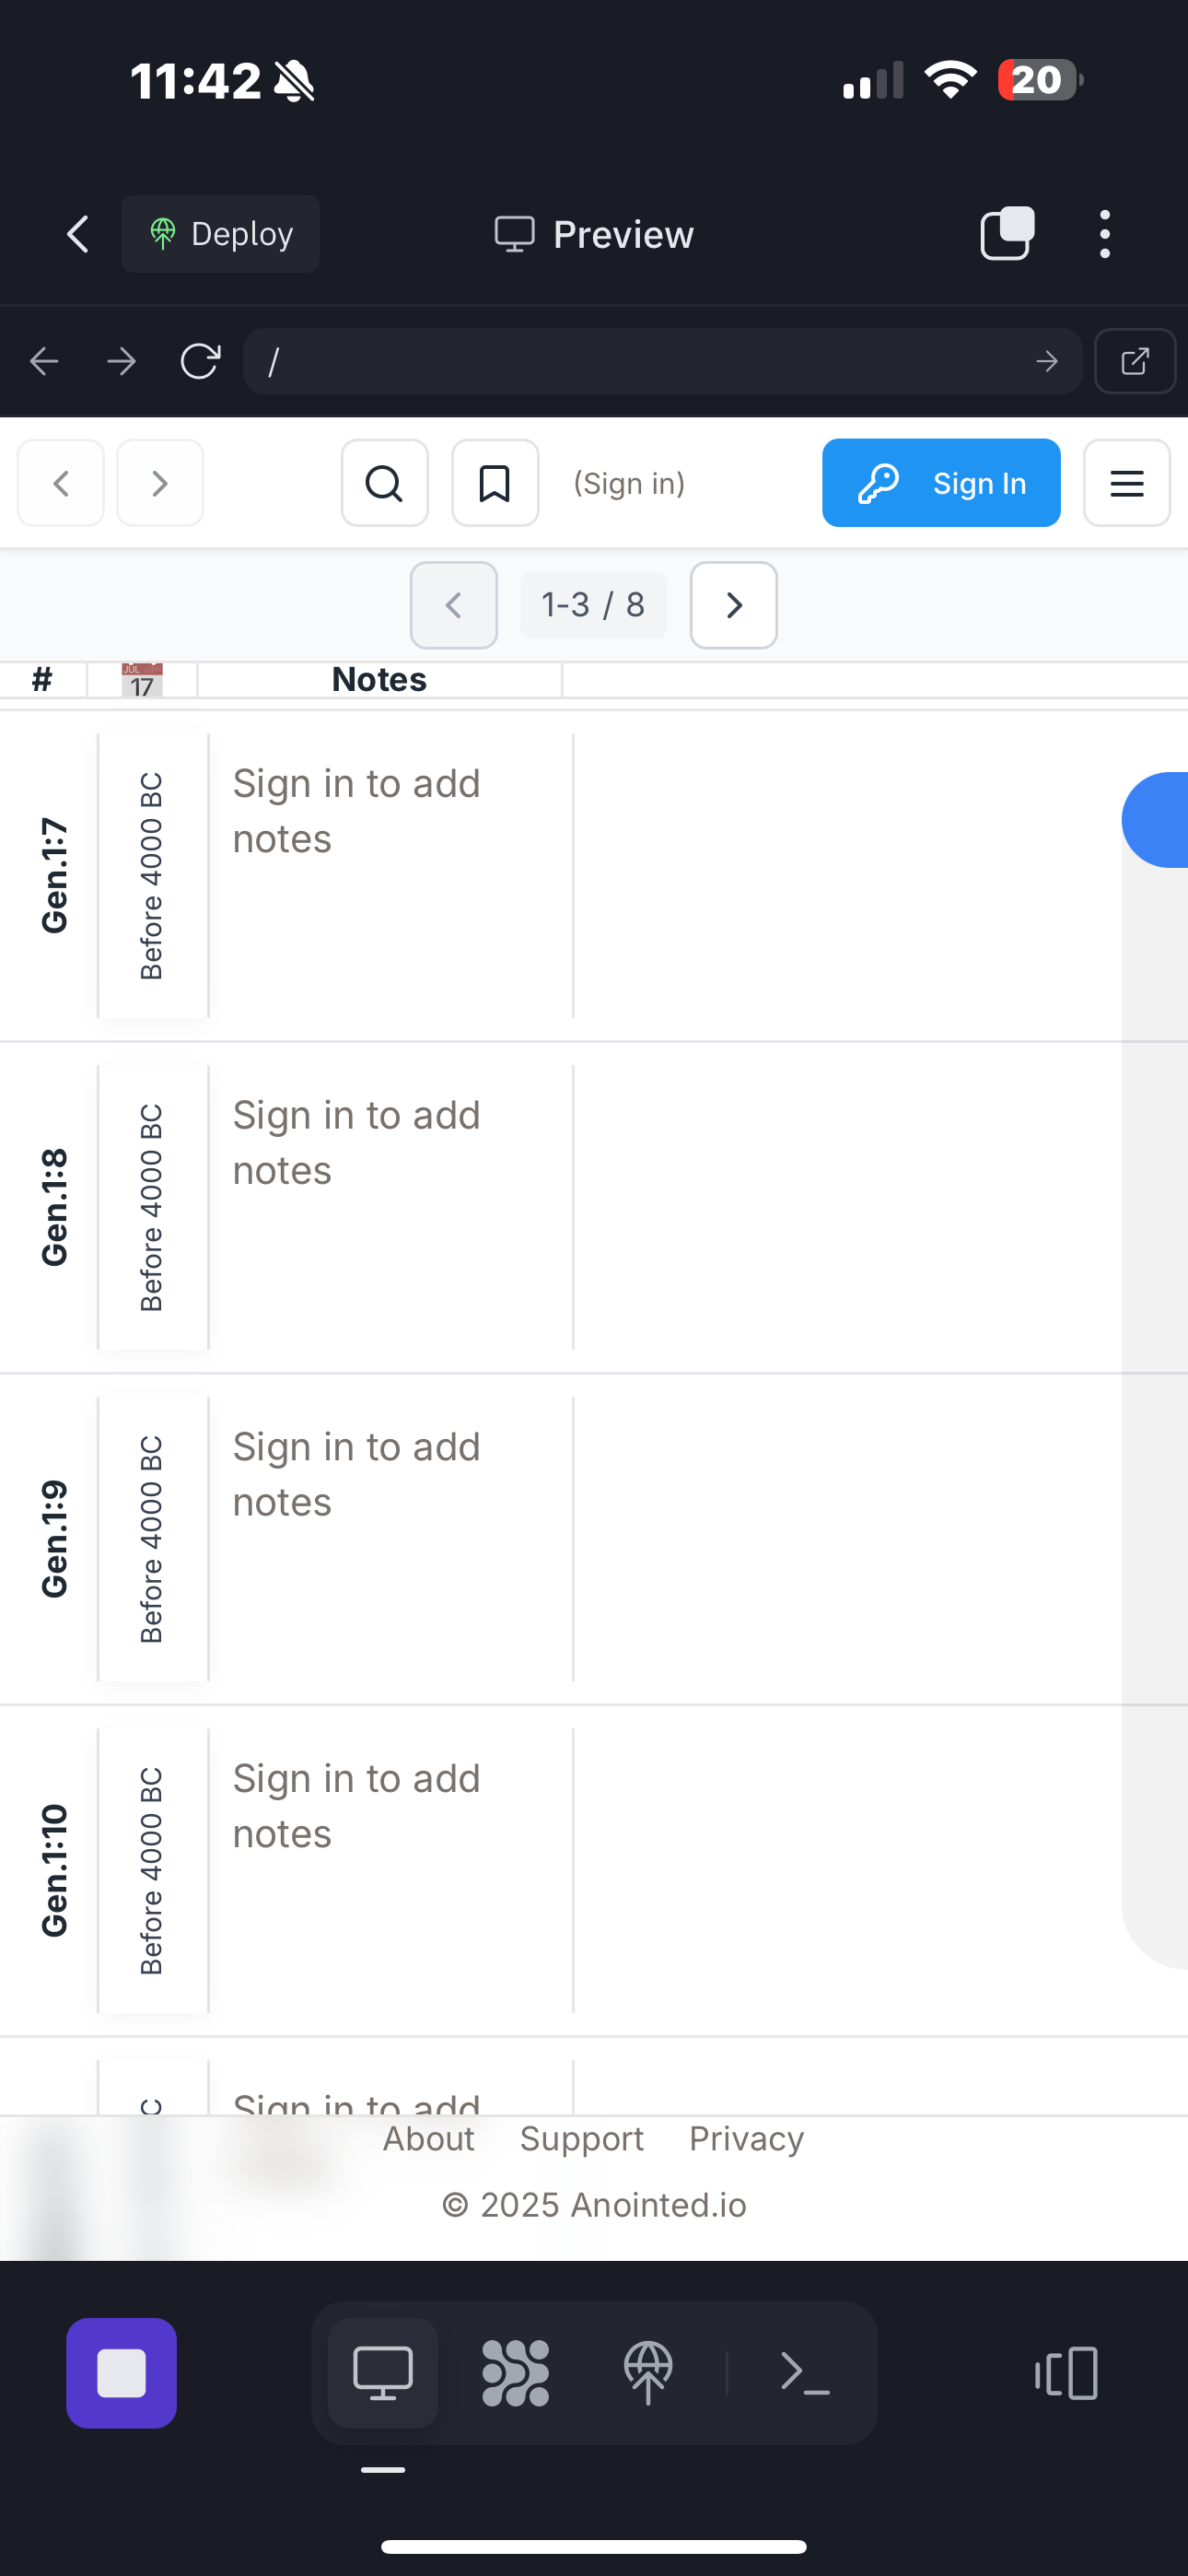 11:42
20
Deploy
Preview
/
(Sign in)
Sign In
1-3 / 8
#
JUL
17
Notes
Gen.1:7
Before 4000 BC
Sign in to add
notes
Gen.1:8
Before 4000 BC
Sign in to add
notes
Gen.1:9
Before 4000 BC
Sign in to add
notes
Gen.1:10
Before 4000 BC
Sign in to add
notes
C
Sign in to add
About Support Privacy
© 2025 Anointed.io